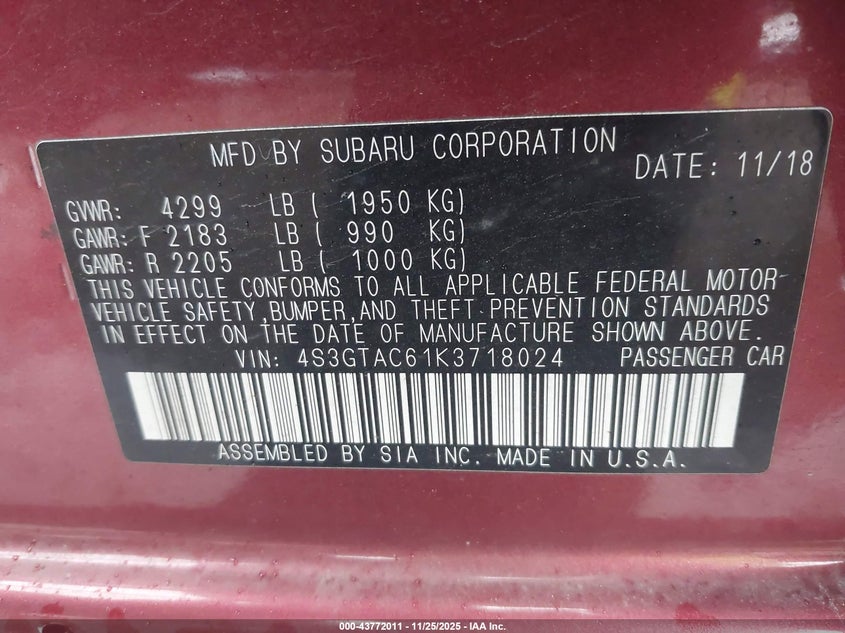 MFD BY SUBARU CORPORATION
DATE: 11/18
GVWR: 4299 LB ( 1950 KG)
GAWR: F 2183 LB ( 990 KG)
GAWR: R 2205 LB ( 1000 KG)
THIS VEHICLE CONFORMS TO ALL APPLICABLE FEDERAL MOTOR
VEHICLE SAFETY,BUMPER,AND THEFT PREVENTION STANDARDS
IN EFFECT ON THE DATE OF MANUFACTURE SHOWN ABOVE.
VIN: 4S3GTAC61K3718024 PASSENGER CAR
ASSEMBLED BY SIA INC. MADE IN U.S.A.
000-43772011 - 11/25/2025 - IAA Inc.